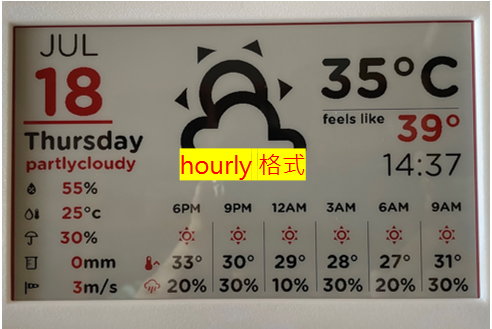 JUL
18
Thursday
partlycloudy
55%
25°c
30%
0mm
3m/s
35°C
feels like 39°
14:37
hourly 格式
6PM 9PM 12AM 3AM 6AM 9AM
33° 30° 29° 28° 27° 31°
20% 30% 10% 30% 20% 30%